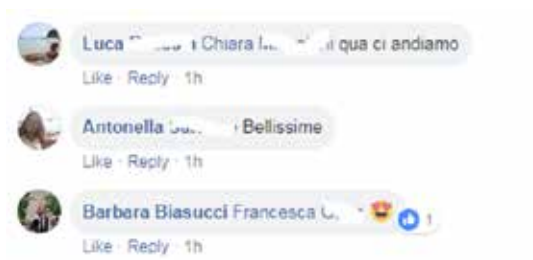 Luca Chiara qua ci andiamo
Like · Reply · 1h
Antonella Bellissime
Like · Reply · 1h
Barbara Biasucci Francesca 😍 1
Like · Reply · 1h